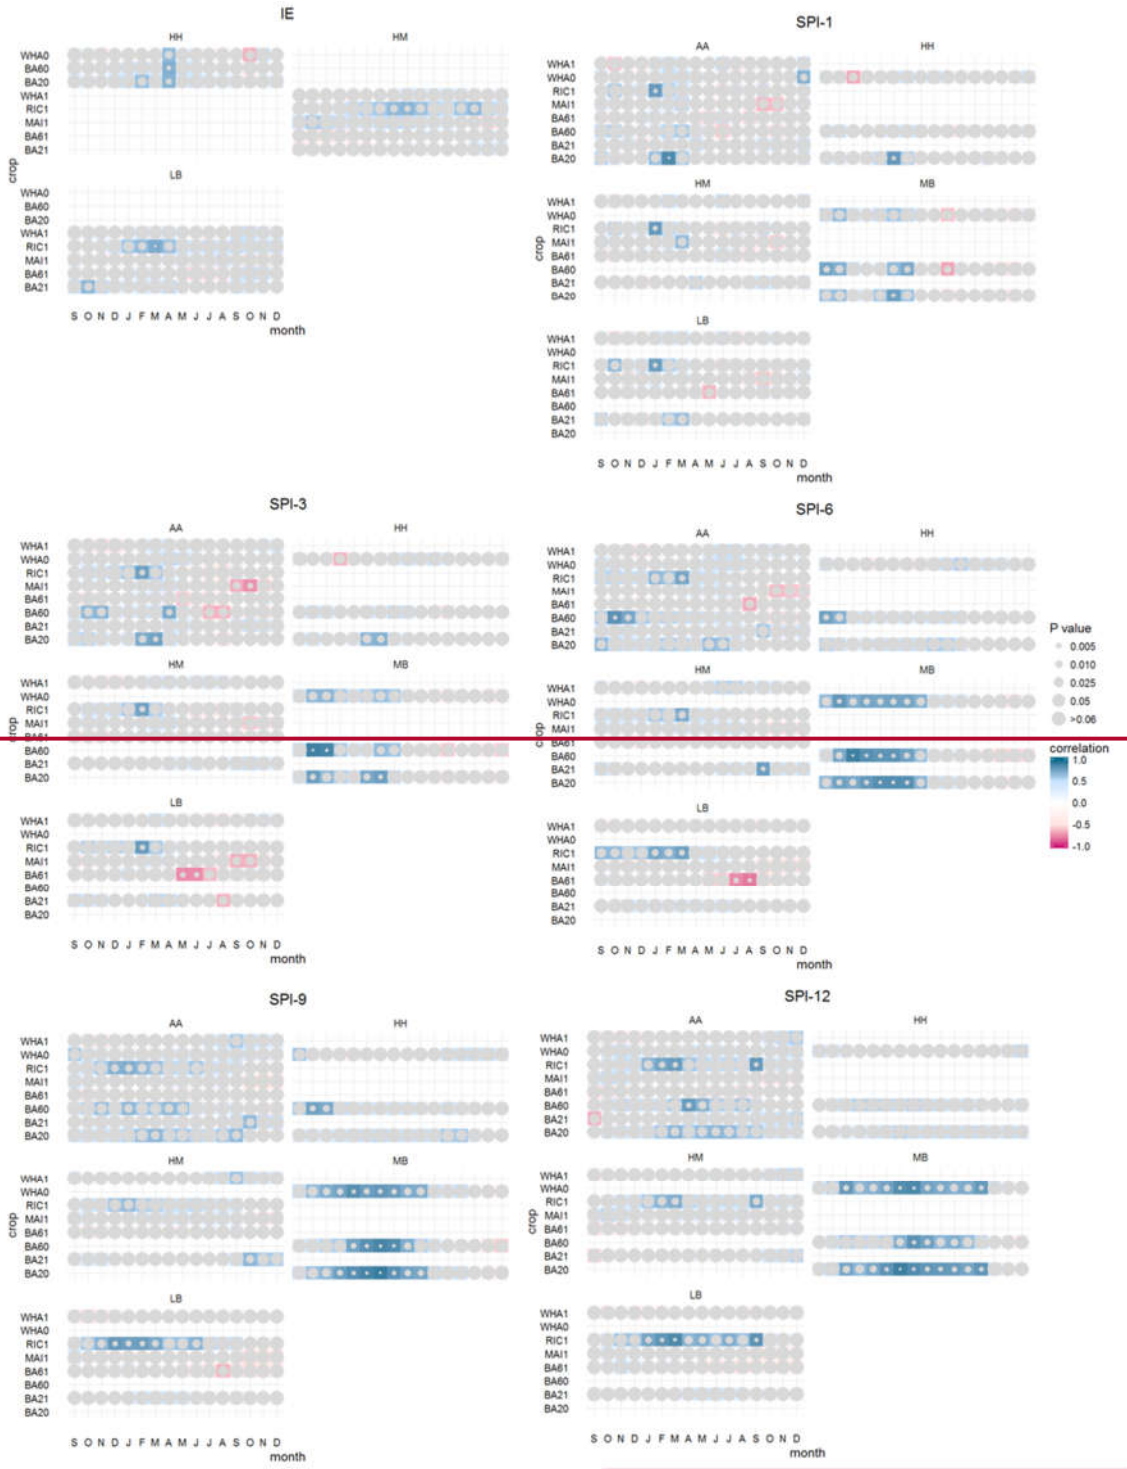 IE
HH
HM
WHA0
BA60
BA20
WHA1
RIC1
MAI1
BA61
BA21
crop
LB
WHA0
BA60
BA20
WHA1
RIC1
MAI1
BA61
BA21
S O N D J F M A M J J A S O N D
month
SPI-1
AA
HH
WHA1
WHA0
RIC1
MAI1
BA61
BA60
BA21
BA20
HM
MB
WHA1
WHA0
RIC1
MAI1
BA61
BA60
BA21
BA20
crop
LB
WHA1
WHA0
RIC1
MAI1
BA61
BA60
BA21
BA20
S O N D J F M A M J J A S O N D
month
SPI-3
AA
HH
WHA1
WHA0
RIC1
MAI1
BA61
BA60
BA21
BA20
HM
MB
WHA1
WHA0
RIC1
MAI1
BA61
BA60
BA21
BA20
crop
LB
WHA1
WHA0
RIC1
MAI1
BA61
BA60
BA21
BA20
S O N D J F M A M J J A S O N D
month
SPI-6
AA
HH
WHA1
WHA0
RIC1
MAI1
BA61
BA60
BA21
BA20
HM
MB
WHA1
WHA0
RIC1
MAI1
BA61
BA60
BA21
BA20
crop
LB
WHA1
WHA0
RIC1
MAI1
BA61
BA60
BA21
BA20
S O N D J F M A M J J A S O N D
month
P value
0.005
0.010
0.025
0.05
>0.06
correlation
1.0
0.5
0.0
-0.5
-1.0
SPI-9
AA
HH
WHA1
WHA0
RIC1
MAI1
BA61
BA60
BA21
BA20
HM
MB
WHA1
WHA0
RIC1
MAI1
BA61
BA60
BA21
BA20
crop
LB
WHA1
WHA0
RIC1
MAI1
BA61
BA60
BA21
BA20
S O N D J F M A M J J A S O N D
month
SPI-12
AA
HH
WHA1
WHA0
RIC1
MAI1
BA61
BA60
BA21
BA20
HM
MB
WHA1
WHA0
RIC1
MAI1
BA61
BA60
BA21
BA20
crop
LB
WHA1
WHA0
RIC1
MAI1
BA61
BA60
BA21
BA20
S O N D J F M A M J J A S O N D
month